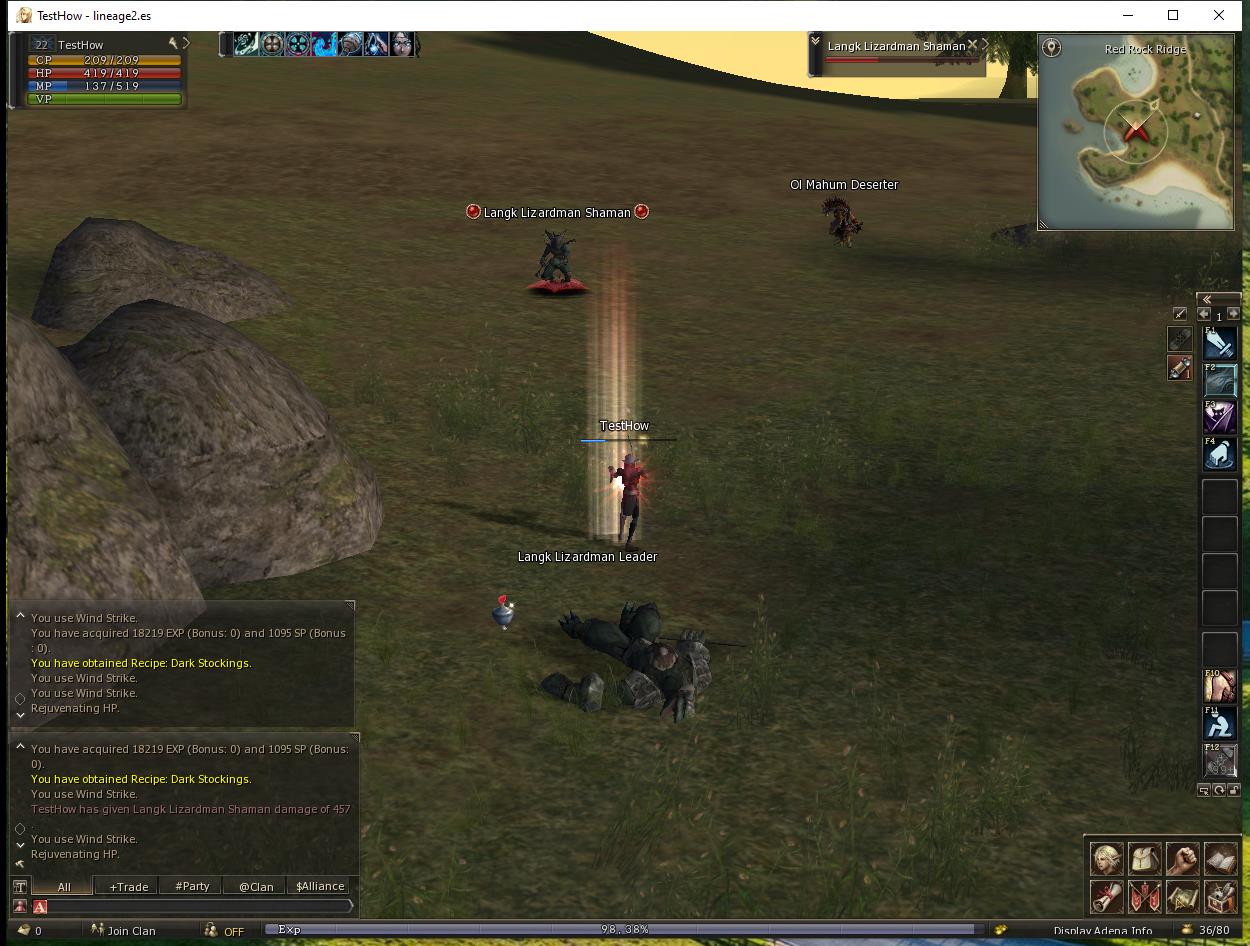 TestHow - lineage2.es
22 TestHow
CP 209/209
HP 419/419
MP 137/519
VP
Langk Lizardman Shaman
Red Rock Ridge
Ol Mahum Deserter
Langk Lizardman Shaman
TestHow
Langk Lizardman Leader
1
F1
F2
F3
F4
F10
F11
F12
You use Wind Strike.
You have acquired 18219 EXP (Bonus: 0) and 1095 SP (Bonus
: 0).
You have obtained Recipe: Dark Stockings.
You use Wind Strike.
You use Wind Strike.
Rejuvenating HP.
You have acquired 18219 EXP (Bonus: 0) and 1095 SP (Bonus:
0).
You have obtained Recipe: Dark Stockings.
You use Wind Strike.
TestHow has given Langk Lizardman Shaman damage of 457
.
You use Wind Strike.
Rejuvenating HP.
All +Trade #Party @Clan $Alliance
A
0 Join Clan OFF Exp 98.38% Display Adena Info 36/80